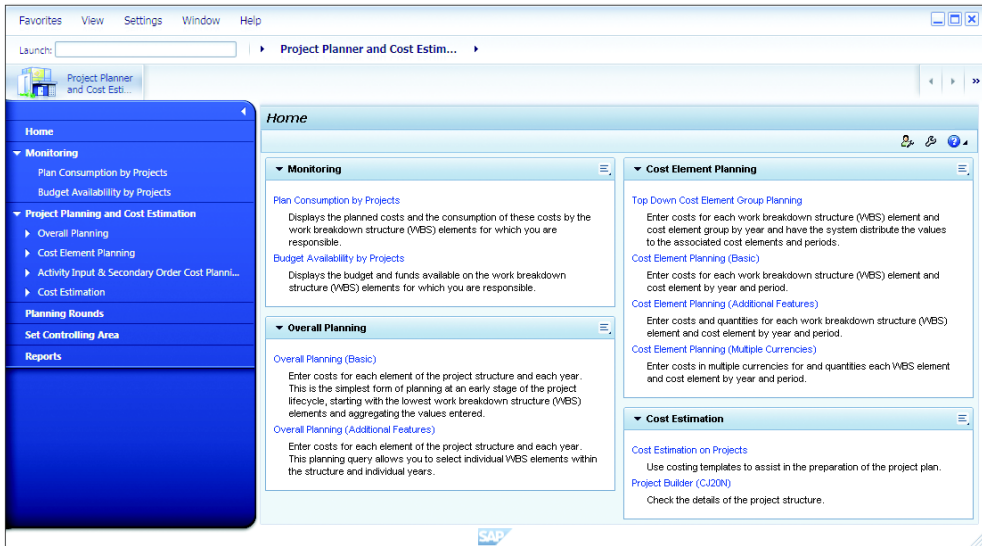 Favorites View Settings Window Help
Launch:
Project Planner and Cost Estim...
Project Planner
and Cost Esti...
Home
Monitoring
Plan Consumption by Projects
Budget Availablility by Projects
Project Planning and Cost Estimation
Overall Planning
Cost Element Planning
Activity Input & Secondary Order Cost Planni...
Cost Estimation
Planning Rounds
Set Controlling Area
Reports
Home
Monitoring
Plan Consumption by Projects
Displays the planned costs and the consumption of these costs by the
work breakdown structure (WBS) elements for which you are
responsible.
Budget Availablility by Projects
Displays the budget and funds available on the work breakdown
structure (WBS) elements for which you are responsible.
Overall Planning
Overall Planning (Basic)
Enter costs for each element of the project structure and each year.
This is the simplest form of planning at an early stage of the project
lifecycle, starting with the lowest work breakdown structure (WBS)
elements and aggregating the values entered.
Overall Planning (Additional Features)
Enter costs for each element of the project structure and each year.
This planning query allows you to select individual WBS elements within
the structure and individual years.
Cost Element Planning
Top Down Cost Element Group Planning
Enter costs for each work breakdown structure (WBS) element and
cost element group by year and have the system distribute the values
to the associated cost elements and periods.
Cost Element Planning (Basic)
Enter costs for each work breakdown structure (WBS) element and
cost element by year and period.
Cost Element Planning (Additional Features)
Enter costs and quantities for each work breakdown structure (WBS)
element and cost element by year and period.
Cost Element Planning (Multiple Currencies)
Enter costs in multiple currencies for and quantities each WBS element
and cost element by year and period.
Cost Estimation
Cost Estimation on Projects
Use costing templates to assist in the preparation of the project plan.
Project Builder (CJ20N)
Check the details of the project structure.
SAP